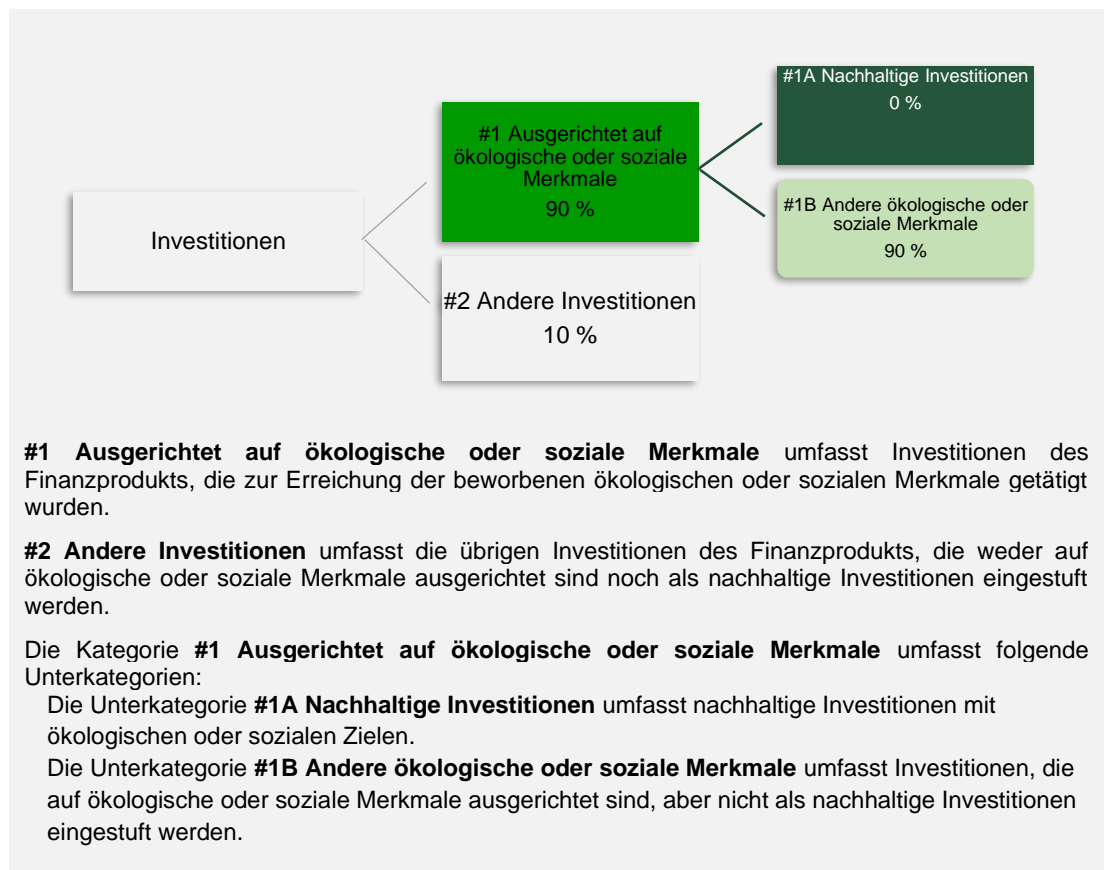 #1A Nachhaltige Investitionen
0 %
#1 Ausgerichtet auf
ökologische oder soziale
Merkmale
90 %
#1B Andere ökologische oder
soziale Merkmale
90 %
Investitionen
#2 Andere Investitionen
10 %
#1 Ausgerichtet auf ökologische oder soziale Merkmale umfasst Investitionen des
Finanzprodukts, die zur Erreichung der beworbenen ökologischen oder sozialen Merkmale getätigt
wurden.
#2 Andere Investitionen umfasst die übrigen Investitionen des Finanzprodukts, die weder auf
ökologische oder soziale Merkmale ausgerichtet sind noch als nachhaltige Investitionen eingestuft
werden.
Die Kategorie #1 Ausgerichtet auf ökologische oder soziale Merkmale umfasst folgende
Unterkategorien:
Die Unterkategorie #1A Nachhaltige Investitionen umfasst nachhaltige Investitionen mit
ökologischen oder sozialen Zielen.
Die Unterkategorie #1B Andere ökologische oder soziale Merkmale umfasst Investitionen, die
auf ökologische oder soziale Merkmale ausgerichtet sind, aber nicht als nachhaltige Investitionen
eingestuft werden.